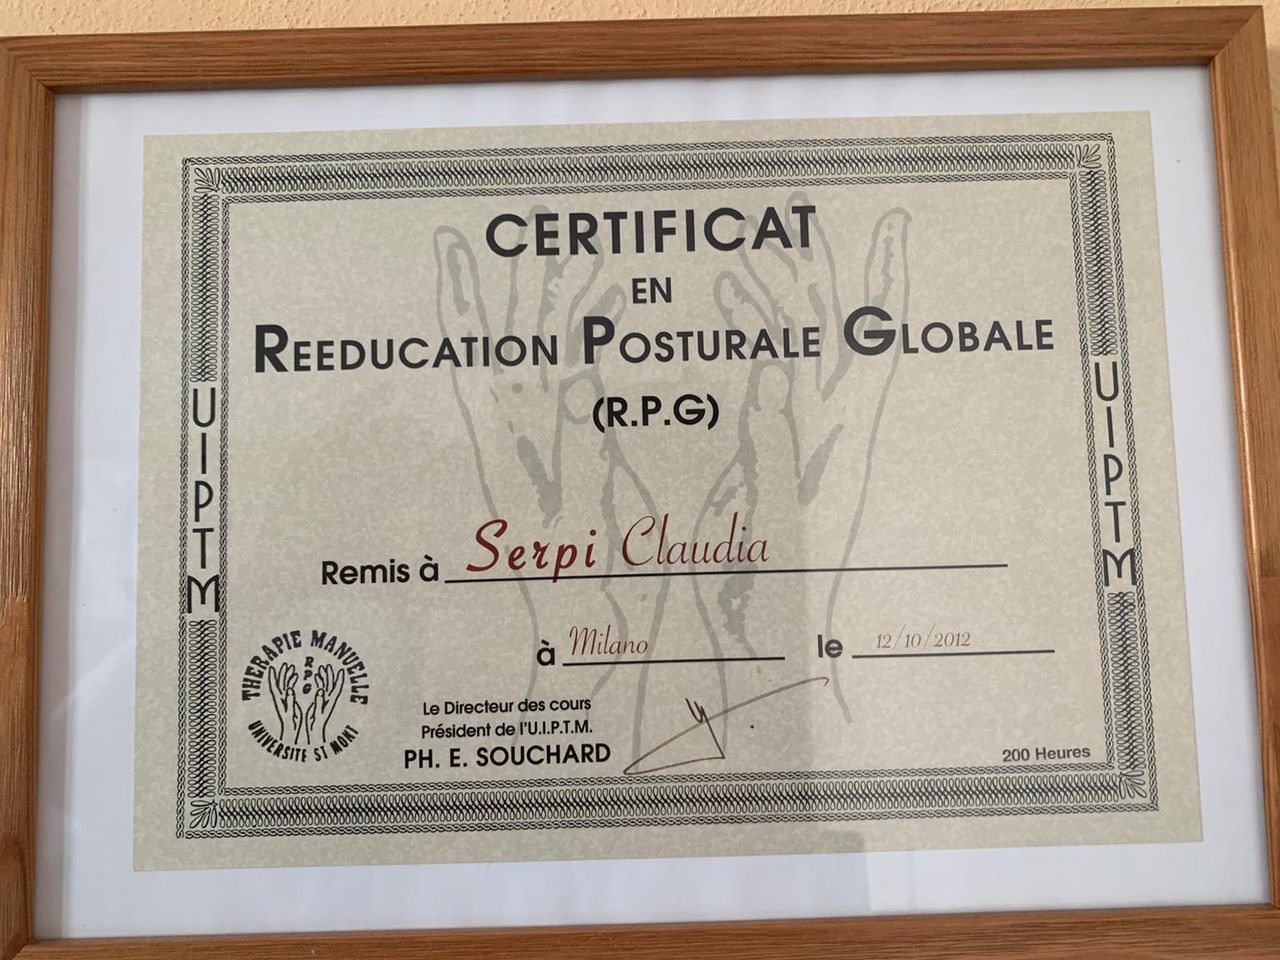 CERTIFICAT
EN
REEDUCATION POSTURALE GLOBALE
(R.P.G)
UIPTM
UIPTM
Remis à Serpi Claudia
à Milano le 12/10/2012
THERAPIE MANUELLE
RPG
UNIVERSITE ST MONT
Le Directeur des cours
Président de l'U.I.P.T.M.
PH. E. SOUCHARD
200 Heures